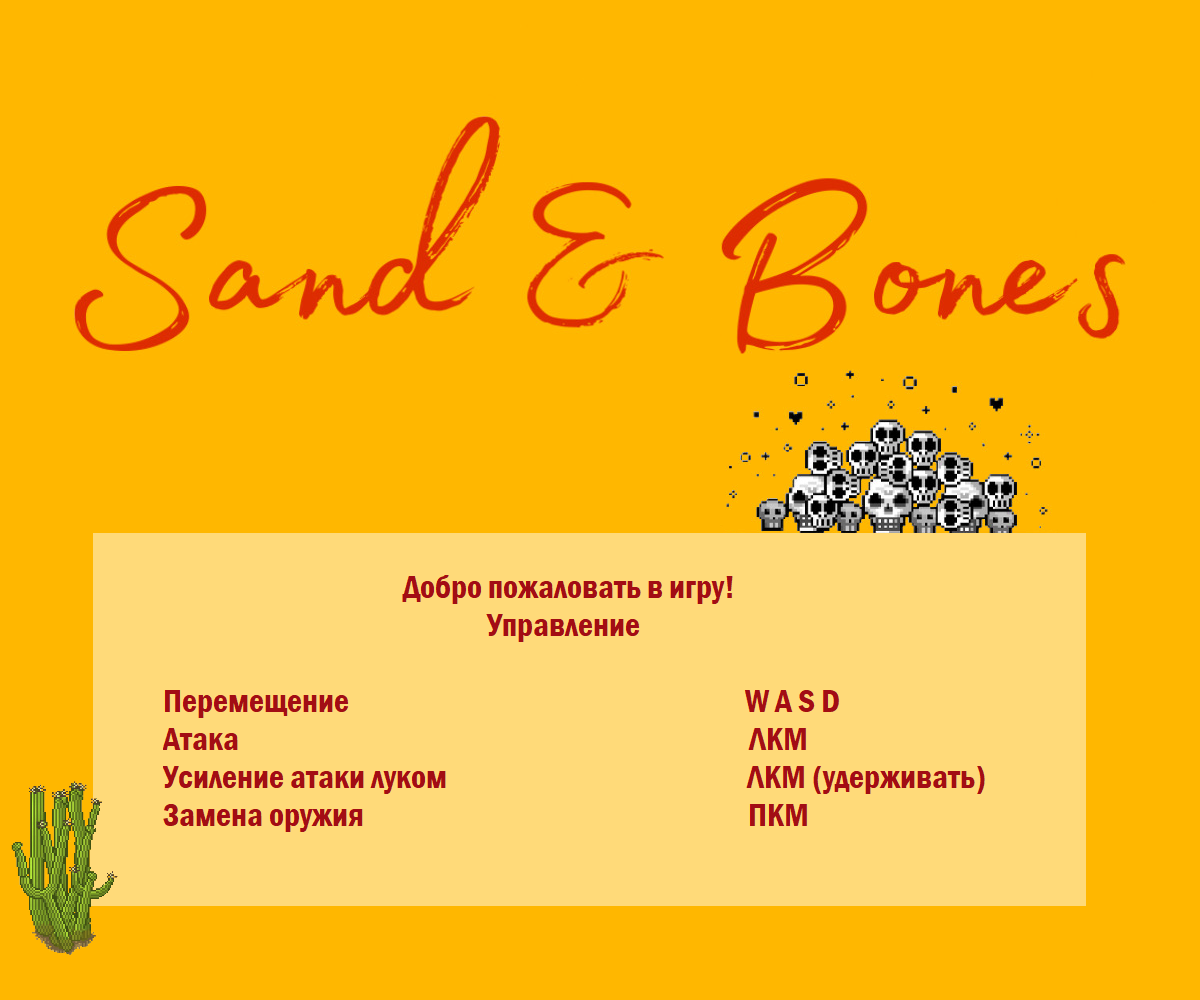 Sand & Bones
Добро пожаловать в игру!
Управление
Перемещение W A S D
Атака ЛКМ
Усиление атаки луком ЛКМ (удерживать)
Замена оружия ПКМ